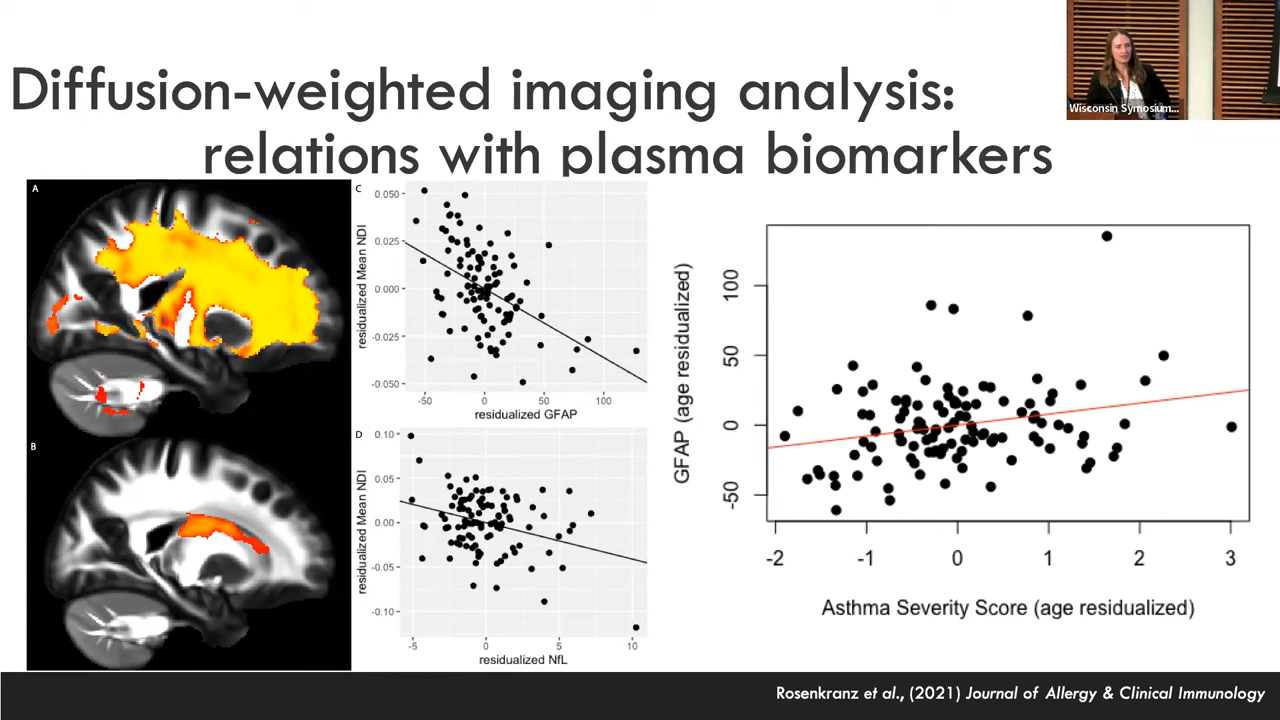 Diffusion-weighted imaging analysis:
relations with plasma biomarkers
Wisconsin Symposium...
A
B
C
residualized Mean NDI
0.050
0.025
0.000
-0.025
-0.050
-50
0
50
100
residualized GFAP
D
residualized Mean NDI
0.10
0.05
0.00
-0.05
-0.10
-5
0
5
10
residualized NfL
GFAP (age residualized)
100
50
0
-50
-2
-1
0
1
2
3
Asthma Severity Score (age residualized)
Rosenkranz et al., (2021) Journal of Allergy & Clinical Immunology